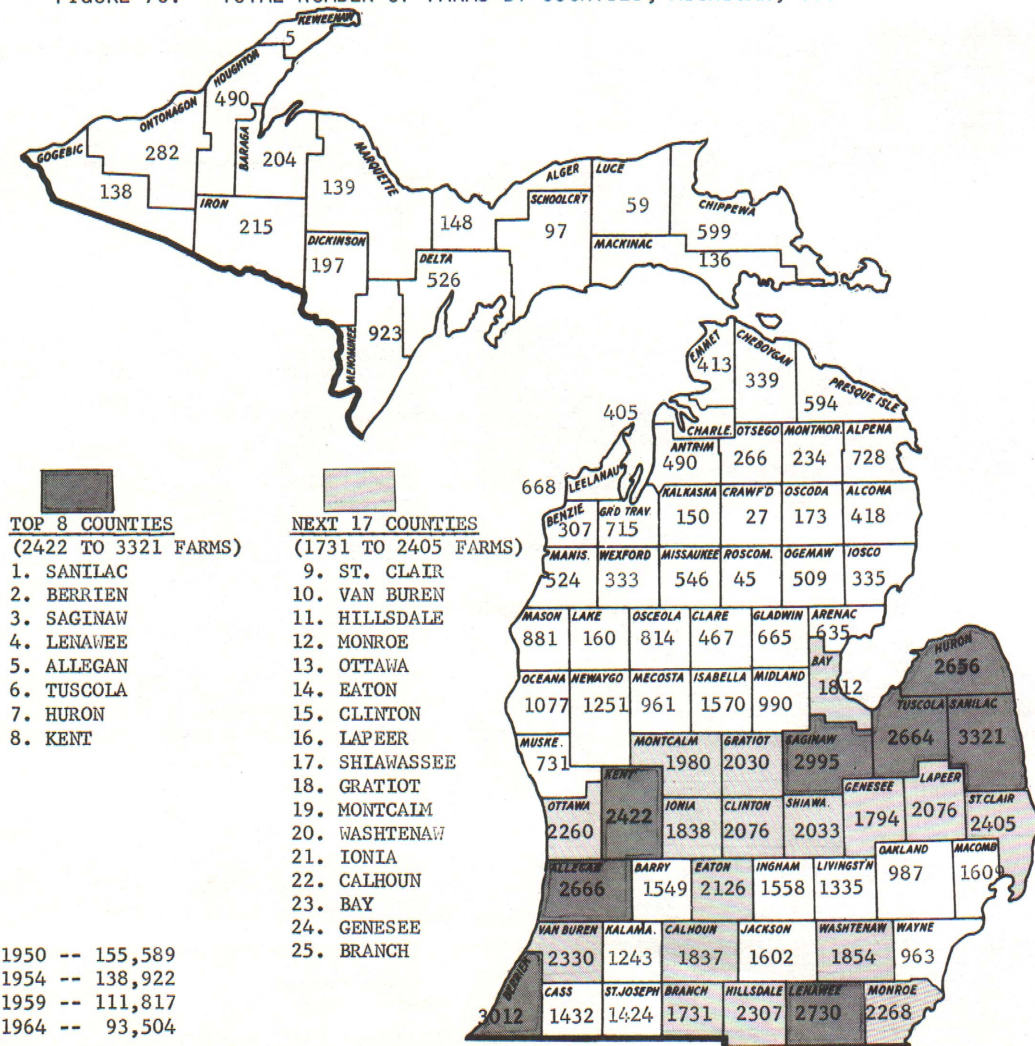 FIGURE 70. TOTAL NUMBER OF FARMS BY COUNTIES, MICHIGAN,
KEWEENAW
5
HOUGHTON
490
ONTONAGON
282
GOGEBIC
138
BARAGA
204
MARQUETTE
139
IRON
215
DICKINSON
197
MENOMINEE
923
DELTA
526
ALGER
148
SCHOOLCR'T
97
LUCE
59
CHIPPEWA
599
MACKINAC
136
EMMET
413
CHEBOYGAN
339
PRESQUE ISLE
594
405
CHARLE. OTSEGO MONTMOR. ALPENA
ANTRIM
490 266 234 728
668
LEELANAU
KALKASKA CRAWF'D OSCODA ALCONA
150 27 173 418
BENZIE GR'D TRAV.
307 715
MANIS. WEXFORD MISSAUKEE ROSCOM. OGEMAW IOSCO
524 333 546 45 509 335
MASON LAKE OSCEOLA CLARE GLADWIN ARENAC
881 160 814 467 665 635
BAY
1812
HURON
2656
OCEANA NEWAYGO MECOSTA ISABELLA MIDLAND
1077 1251 961 1570 990
TUSCOLA SANILAC
2664 3321
MUSKE.
731
MONTCALM GRATIOT SAGINAW
1980 2030 2995
KENT
2422
GENESEE
1794
LAPEER
2076
ST. CLAIR
2405
OTTAWA IONIA CLINTON SHIAWA.
2260 1838 2076 2033
OAKLAND MACOMB
987 1609
ALLEGAN BARRY EATON INGHAM LIVINGST'N
2666 1549 2126 1558 1335
VAN BUREN KALAMA. CALHOUN JACKSON WASHTENAW WAYNE
2330 1243 1837 1602 1854 963
BERRIEN CASS ST. JOSEPH BRANCH HILLSDALE LENAWEE MONROE
3012 1432 1424 1731 2307 2730 2268
TOP 8 COUNTIES
(2422 TO 3321 FARMS)
1. SANILAC
2. BERRIEN
3. SAGINAW
4. LENAWEE
5. ALLEGAN
6. TUSCOLA
7. HURON
8. KENT
NEXT 17 COUNTIES
(1731 TO 2405 FARMS)
9. ST. CLAIR
10. VAN BUREN
11. HILLSDALE
12. MONROE
13. OTTAWA
14. EATON
15. CLINTON
16. LAPEER
17. SHIAWASSEE
18. GRATIOT
19. MONTCALM
20. WASHTENAW
21. IONIA
22. CALHOUN
23. BAY
24. GENESEE
25. BRANCH
1950 -- 155,589
1954 -- 138,922
1959 -- 111,817
1964 -- 93,504